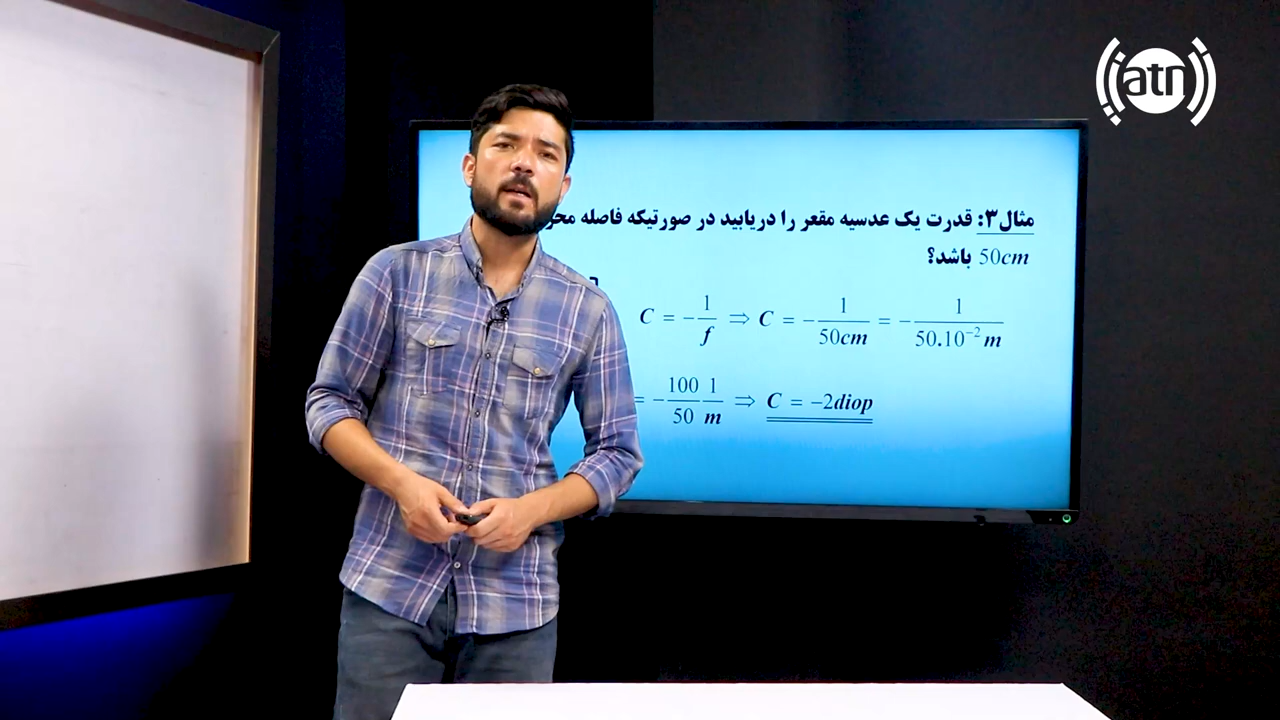 atn
مثال۳: قدرت یک عدسیه مقعر را دریابید در صورتیکه فاصله
50cm باشد؟
C = -1/f ⇒ C = -1/50cm = -1/50.10⁻²m
= -100/50 1/m ⇒ C = -2diop